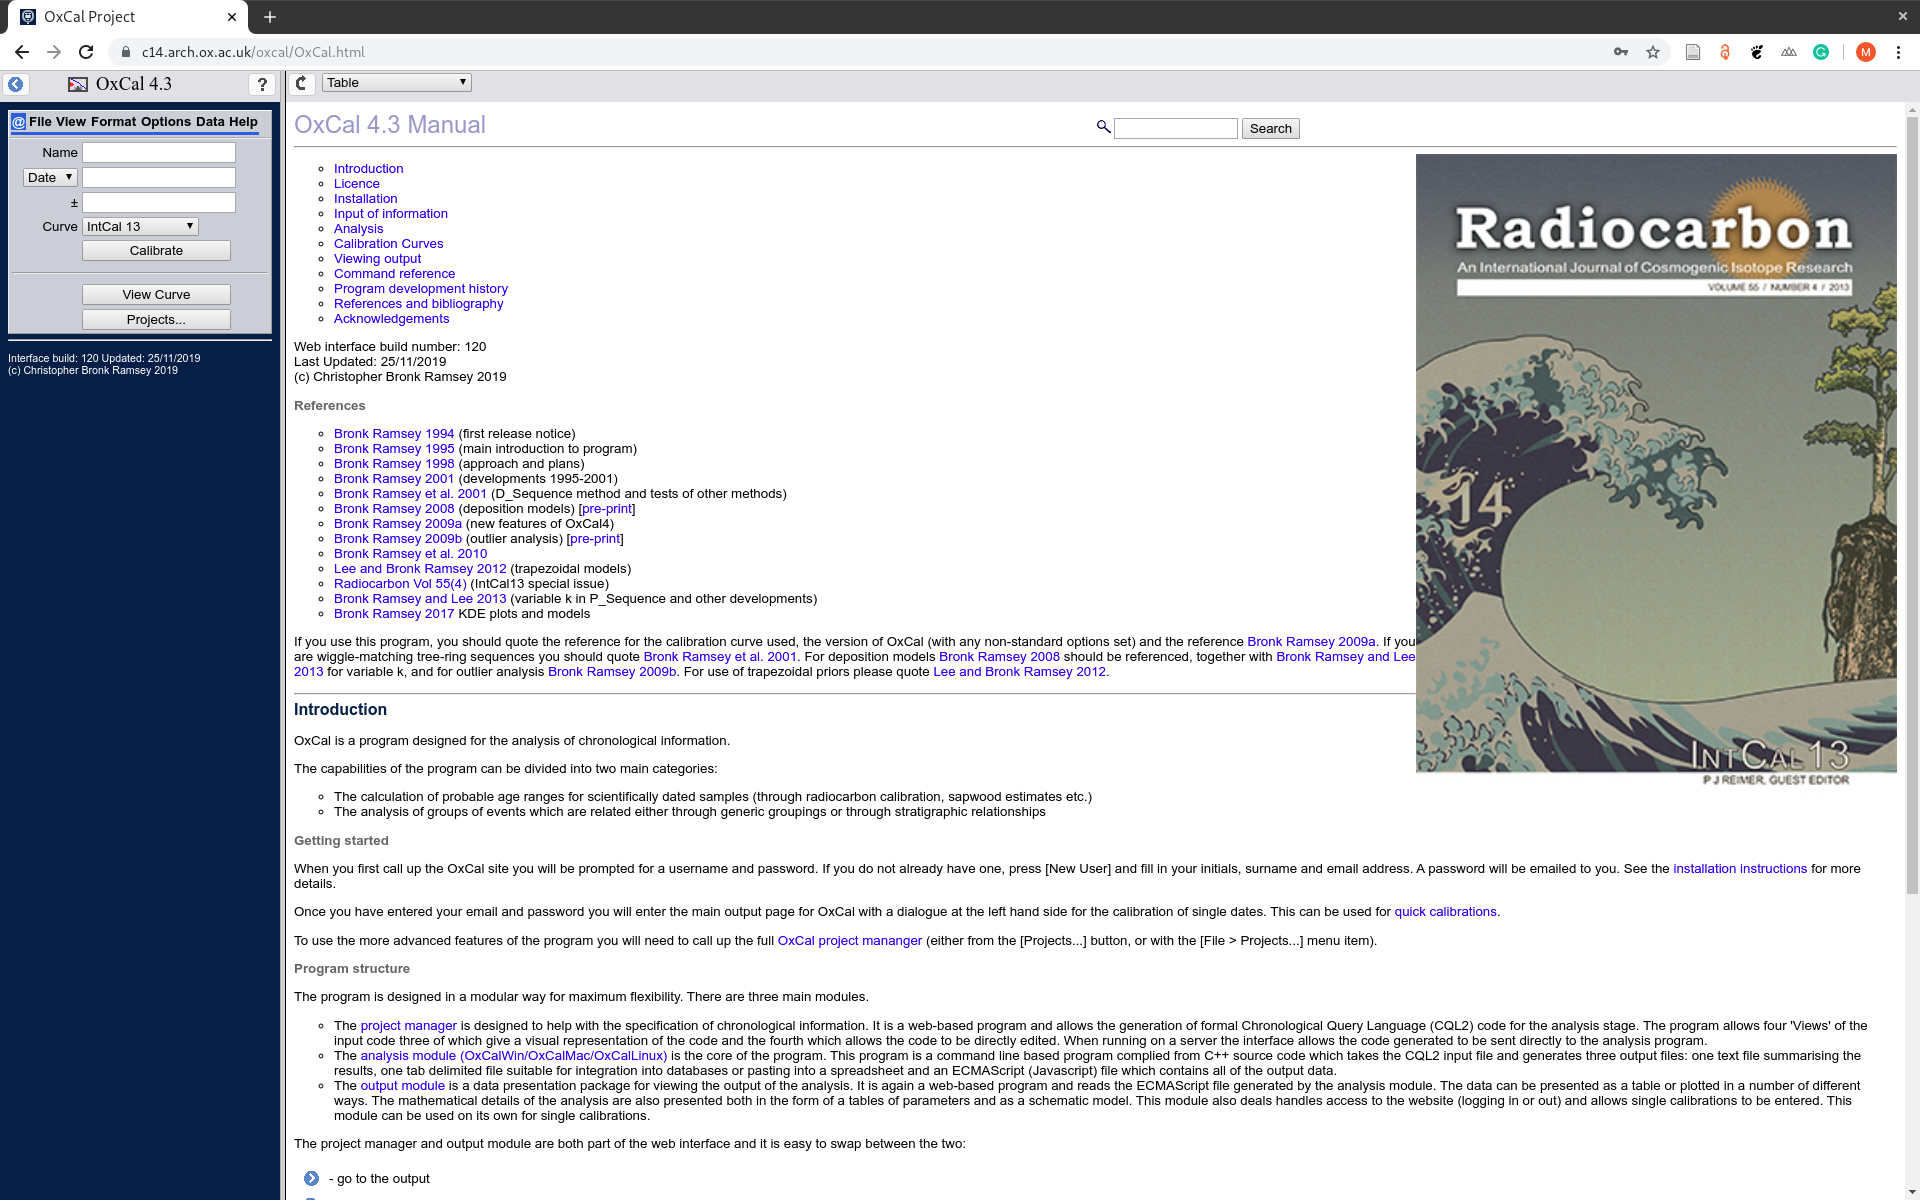 OxCal Project
c14.arch.ox.ac.uk/oxcal/OxCal.html
M
OxCal 4.3
?
Table
@ File View Format Options Data Help
Name
Date
±
Curve IntCal 13
Calibrate
View Curve
Projects...
Interface build: 120 Updated: 25/11/2019
(c) Christopher Bronk Ramsey 2019
OxCal 4.3 Manual
Search
Introduction
Licence
Installation
Input of information
Analysis
Calibration Curves
Viewing output
Command reference
Program development history
References and bibliography
Acknowledgements
Web interface build number: 120
Last Updated: 25/11/2019
(c) Christopher Bronk Ramsey 2019
References
Bronk Ramsey 1994 (first release notice)
Bronk Ramsey 1995 (main introduction to program)
Bronk Ramsey 1998 (approach and plans)
Bronk Ramsey 2001 (developments 1995-2001)
Bronk Ramsey et al. 2001 (D_Sequence method and tests of other methods)
Bronk Ramsey 2008 (deposition models) [pre-print]
Bronk Ramsey 2009a (new features of OxCal4)
Bronk Ramsey 2009b (outlier analysis) [pre-print]
Bronk Ramsey et al. 2010
Lee and Bronk Ramsey 2012 (trapezoidal models)
Radiocarbon Vol 55(4) (IntCal13 special issue)
Bronk Ramsey and Lee 2013 (variable k in P_Sequence and other developments)
Bronk Ramsey 2017 KDE plots and models
If you use this program, you should quote the reference for the calibration curve used, the version of OxCal (with any non-standard options set) and the reference Bronk Ramsey 2009a. If you
are wiggle-matching tree-ring sequences you should quote Bronk Ramsey et al. 2001. For deposition models Bronk Ramsey 2008 should be referenced, together with Bronk Ramsey and Lee
2013 for variable k, and for outlier analysis Bronk Ramsey 2009b. For use of trapezoidal priors please quote Lee and Bronk Ramsey 2012.
Radiocarbon
An International Journal of Cosmogenic Isotope Research
VOLUME 55 / NUMBER 4 / 2013
14
INTCAL 13
P J REIMER, GUEST EDITOR
Introduction
OxCal is a program designed for the analysis of chronological information.
The capabilities of the program can be divided into two main categories:
The calculation of probable age ranges for scientifically dated samples (through radiocarbon calibration, sapwood estimates etc.)
The analysis of groups of events which are related either through generic groupings or through stratigraphic relationships
Getting started
When you first call up the OxCal site you will be prompted for a username and password. If you do not already have one, press [New User] and fill in your initials, surname and email address. A password will be emailed to you. See the installation instructions for more
details.
Once you have entered your email and password you will enter the main output page for OxCal with a dialogue at the left hand side for the calibration of single dates. This can be used for quick calibrations.
To use the more advanced features of the program you will need to call up the full OxCal project mananger (either from the [Projects...] button, or with the [File > Projects...] menu item).
Program structure
The program is designed in a modular way for maximum flexibility. There are three main modules.
The project manager is designed to help with the specification of chronological information. It is a web-based program and allows the generation of formal Chronological Query Language (CQL2) code for the analysis stage. The program allows four 'Views' of the
input code three of which give a visual representation of the code and the fourth which allows the code to be directly edited. When running on a server the interface allows the code generated to be sent directly to the analysis program.
The analysis module (OxCalWin/OxCalMac/OxCalLinux) is the core of the program. This program is a command line based program complied from C++ source code which takes the CQL2 input file and generates three output files: one text file summarising the
results, one tab delimited file suitable for integration into databases or pasting into a spreadsheet and an ECMAScript (Javascript) file which contains all of the output data.
The output module is a data presentation package for viewing the output of the analysis. It is again a web-based program and reads the ECMAScript file generated by the analysis module. The data can be presented as a table or plotted in a number of different
ways. The mathematical details of the analysis are also presented both in the form of a tables of parameters and as a schematic model. This module also deals handles access to the website (logging in or out) and allows single calibrations to be entered. This
module can be used on its own for single calibrations.
The project manager and output module are both part of the web interface and it is easy to swap between the two:
- go to the output